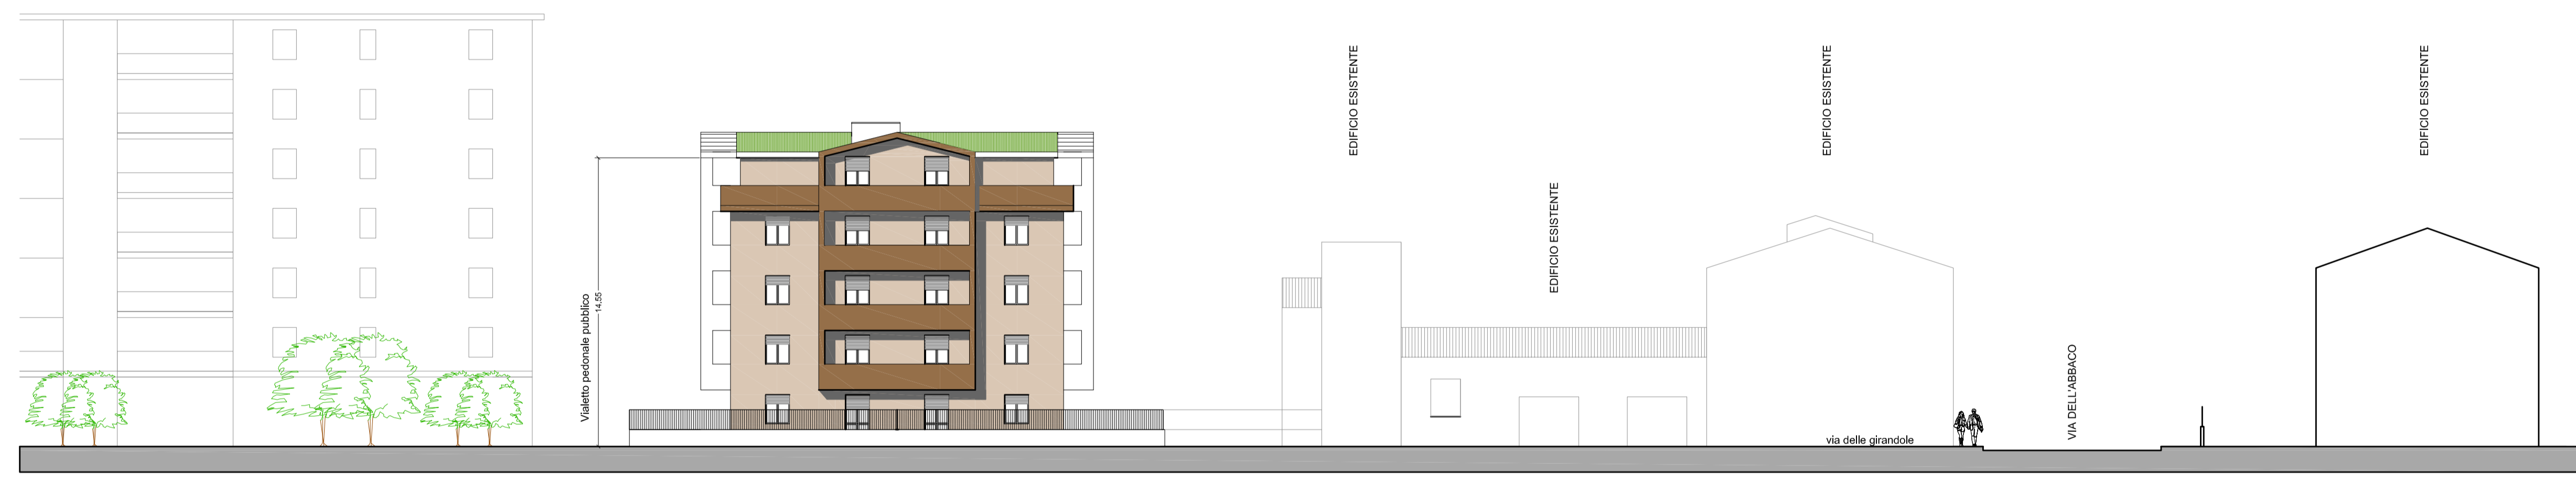 Vialetto pedonale pubblico
14.55
EDIFICIO ESISTENTE
EDIFICIO ESISTENTE
EDIFICIO ESISTENTE
via delle girandole
VIA DELL'ABBACO
EDIFICIO ESISTENTE